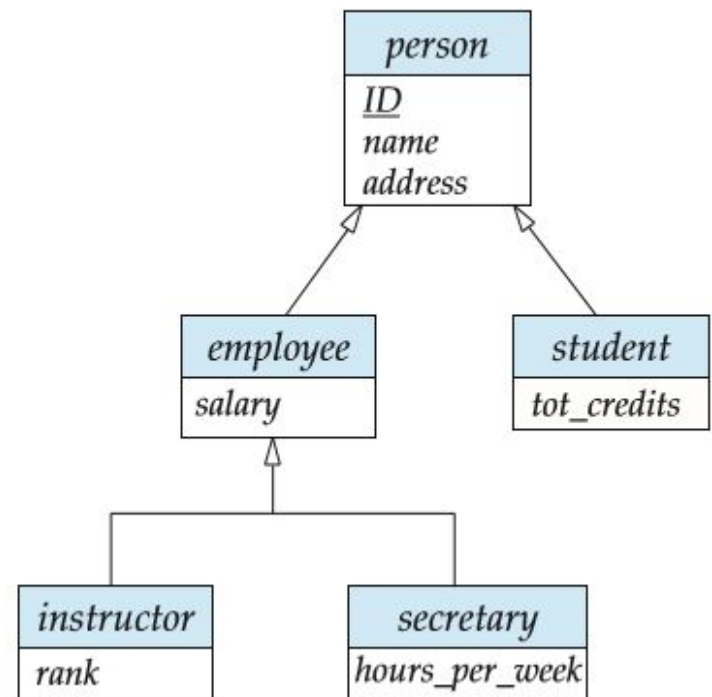 person
ID
name
address
employee
salary
student
tot_credits
instructor
rank
secretary
hours_per_week